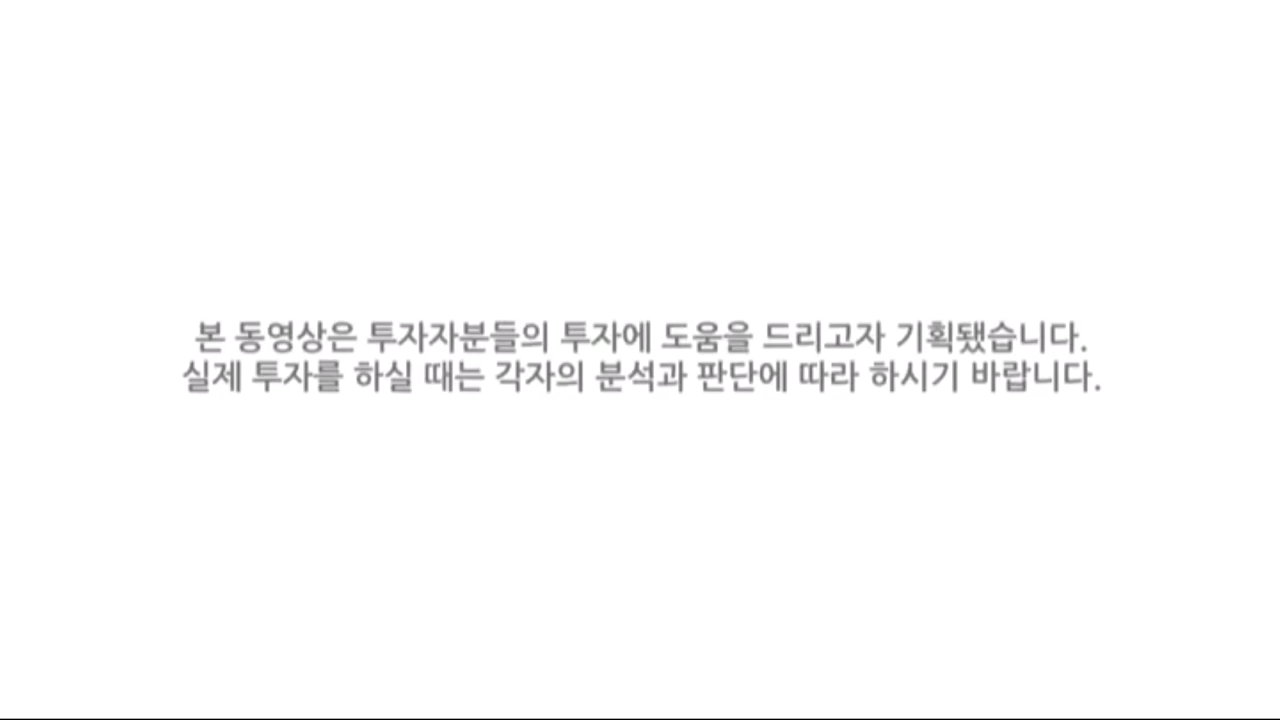 본 동영상은 투자자분들의 투자에 도움을 드리고자 기획됐습니다.
실제 투자를 하실 때는 각자의 분석과 판단에 따라 하시기 바랍니다.